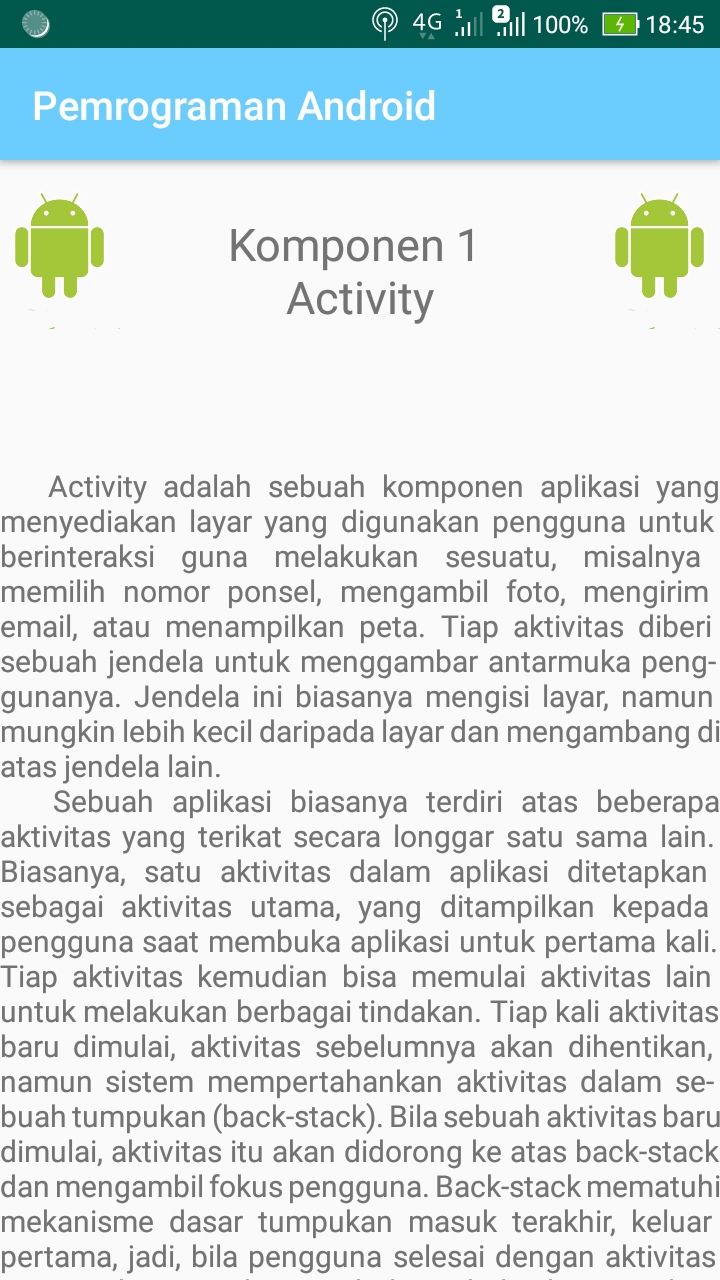 4G 1 2 100% 18:45
Pemrograman Android
Komponen 1
Activity
Activity adalah sebuah komponen aplikasi yang
menyediakan layar yang digunakan pengguna untuk
berinteraksi guna melakukan sesuatu, misalnya
memilih nomor ponsel, mengambil foto, mengirim
email, atau menampilkan peta. Tiap aktivitas diberi
sebuah jendela untuk menggambar antarmuka peng-
gunanya. Jendela ini biasanya mengisi layar, namun
mungkin lebih kecil daripada layar dan mengambang di
atas jendela lain.
Sebuah aplikasi biasanya terdiri atas beberapa
aktivitas yang terikat secara longgar satu sama lain.
Biasanya, satu aktivitas dalam aplikasi ditetapkan
sebagai aktivitas utama, yang ditampilkan kepada
pengguna saat membuka aplikasi untuk pertama kali.
Tiap aktivitas kemudian bisa memulai aktivitas lain
untuk melakukan berbagai tindakan. Tiap kali aktivitas
baru dimulai, aktivitas sebelumnya akan dihentikan,
namun sistem mempertahankan aktivitas dalam se-
buah tumpukan (back-stack). Bila sebuah aktivitas baru
dimulai, aktivitas itu akan didorong ke atas back-stack
dan mengambil fokus pengguna. Back-stack mematuhi
mekanisme dasar tumpukan masuk terakhir, keluar
pertama, jadi, bila pengguna selesai dengan aktivitas